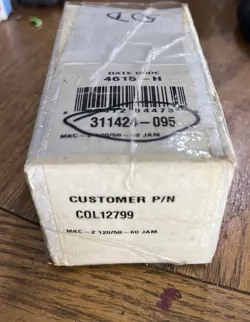 DATE CODE
4615-H
311424-095
MKC-2 120/50-60 JAM
CUSTOMER P/N
COL12799
MKC-2 120/50-60 JAM